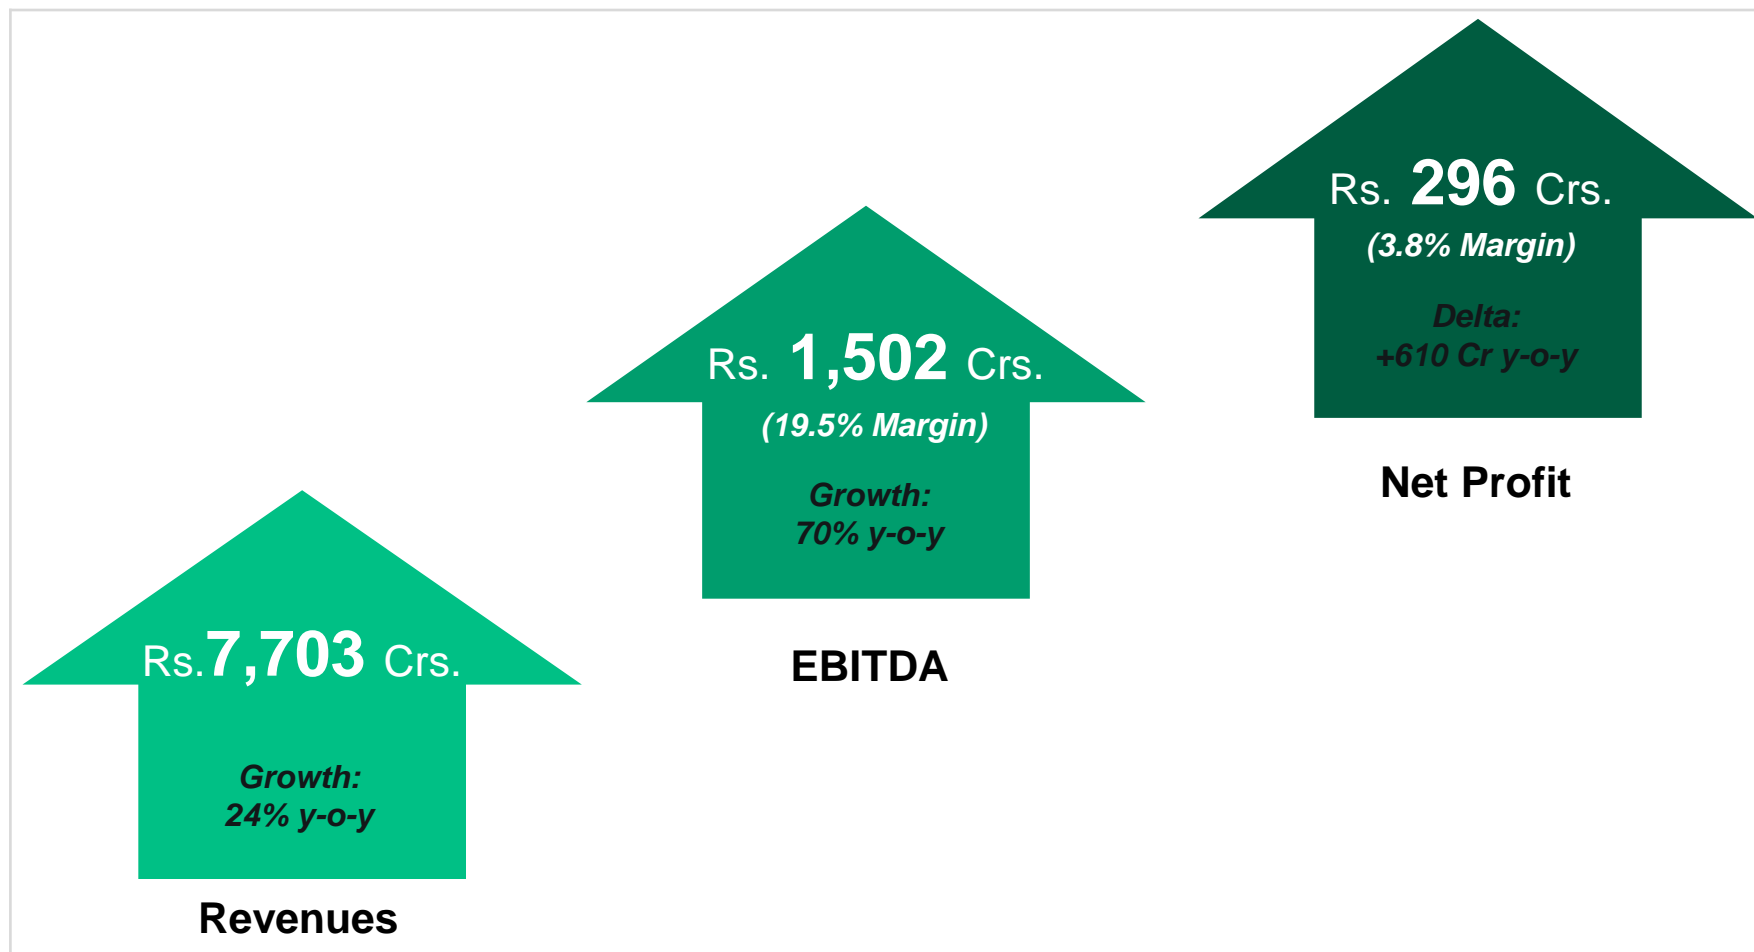 Rs. 7,703 Crs.
Growth:
24% y-o-y
Revenues
Rs. 1,502 Crs.
(19.5% Margin)
Growth:
70% y-o-y
EBITDA
Rs. 296 Crs.
(3.8% Margin)
Delta:
+610 Cr y-o-y
Net Profit